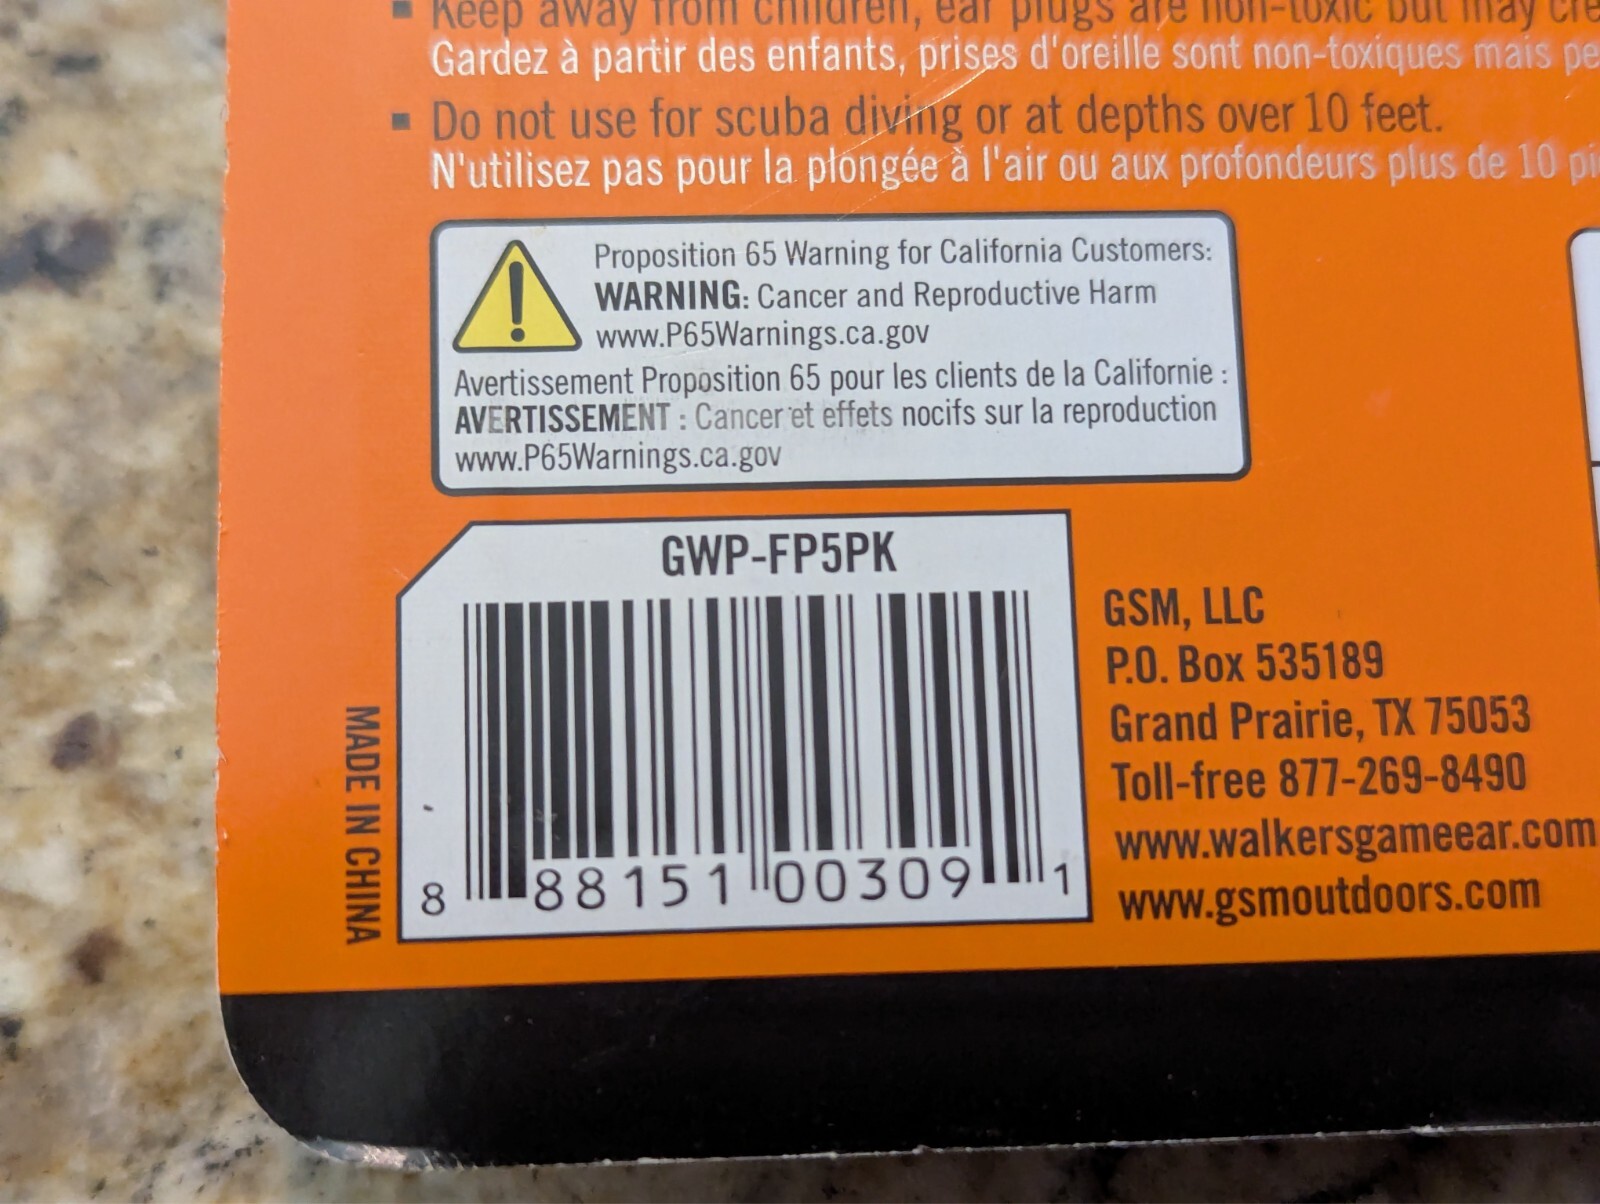 ▪ Keep away from children, ear plugs are non-toxic but may cre
Gardez à partir des enfants, prises d'oreille sont non-toxiques mais pe
▪ Do not use for scuba diving or at depths over 10 feet.
N'utilisez pas pour la plongée à l'air ou aux profondeurs plus de 10 pi
Proposition 65 Warning for California Customers:
WARNING: Cancer and Reproductive Harm
www.P65Warnings.ca.gov
Avertissement Proposition 65 pour les clients de la Californie :
AVERTISSEMENT : Cancer et effets nocifs sur la reproduction
www.P65Warnings.ca.gov
MADE IN CHINA
GWP-FP5PK
8 88151 00309 1
GSM, LLC
P.O. Box 535189
Grand Prairie, TX 75053
Toll-free 877-269-8490
www.walkersgameear.com
www.gsmoutdoors.com